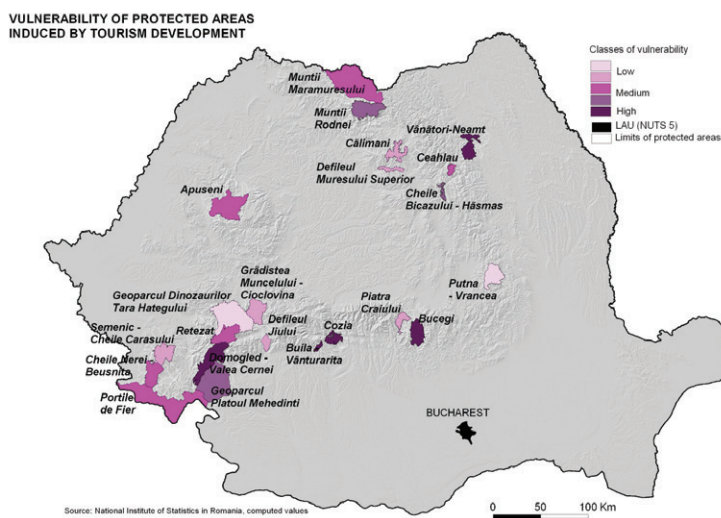 VULNERABILITY OF PROTECTED AREAS
INDUCED BY TOURISM DEVELOPMENT
Classes of vulnerability
Low
Medium
High
LAU (NUTS 5)
Limits of protected areas
Muntii
Maramuresului
Muntii
Rodnei
Vânători-Neamt
Călimani
Ceahlau
Defileul
Muresului Superior
Cheile
Bicazului - Hăsmas
Apuseni
Putna
- Vrancea
Grădistea
Muncelului -
Cioclovina
Geoparcul Dinozaurilor
Tara Hategului
Piatra
Craiului
Bucegi
Defileul
Jiului
Cozia
Semenic -
Cheile Carasului
Retezat
Buila
Vânturarita
Cheile Nerei -
Beusnita
Domogled -
Valea Cernei
Geoparcul
Platoul Mehedinti
Portile
de Fier
BUCHAREST
Source: National Institute of Statistics in Romania, computed values
0 50 100 Km